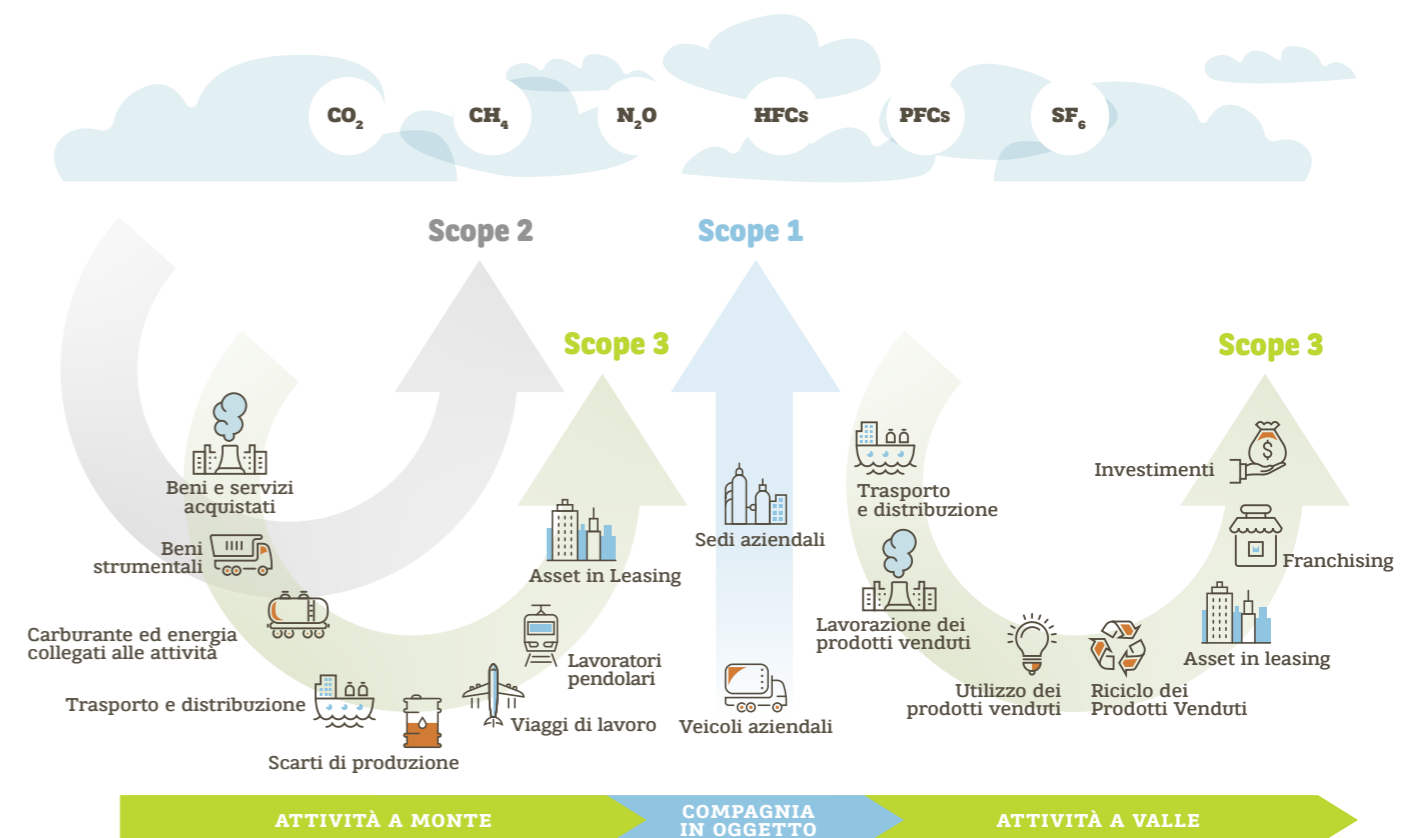 CO₂
CH₄
N₂O
HFCs
PFCs
SF₆
Scope 2
Scope 1
Scope 3
Scope 3
Beni e servizi
acquistati
Beni
strumentali
Carburante ed energia
collegati alle attività
Trasporto e distribuzione
Scarti di produzione
Viaggi di lavoro
Lavoratori
pendolari
Asset in Leasing
Sedi aziendali
Veicoli aziendali
Trasporto
e distribuzione
Lavorazione dei
prodotti venduti
Utilizzo dei
prodotti venduti
Riciclo dei
Prodotti Venduti
Asset in leasing
Franchising
Investimenti
$
ATTIVITÀ A MONTE
COMPAGNIA
IN OGGETTO
ATTIVITÀ A VALLE